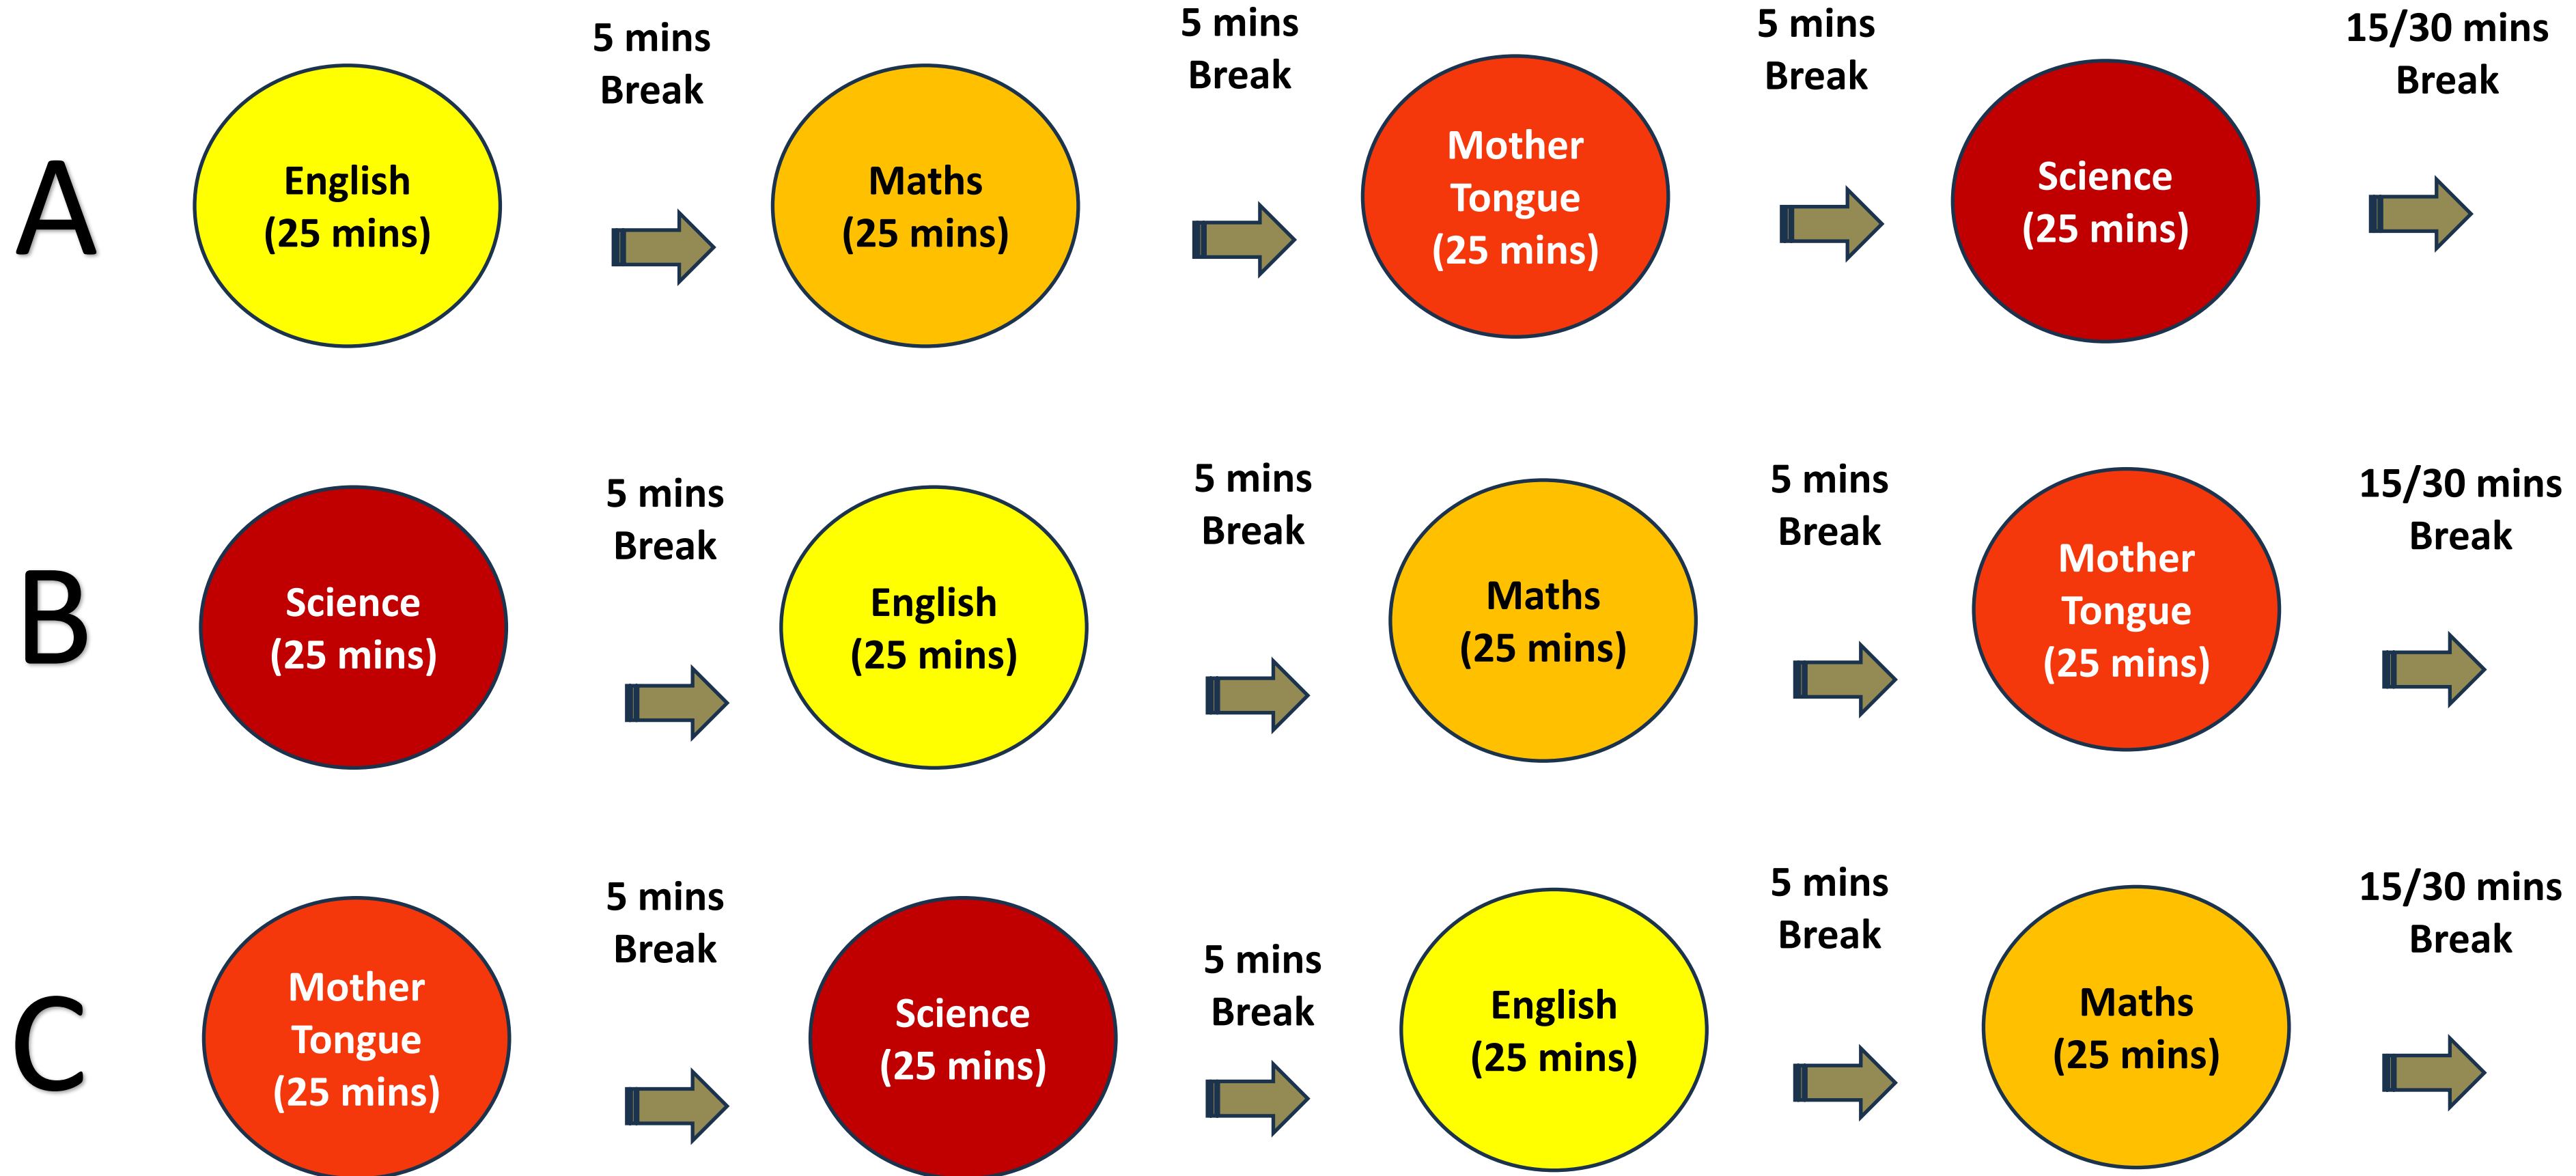 A
English
(25 mins)
5 mins
Break
Maths
(25 mins)
5 mins
Break
Mother
Tongue
(25 mins)
5 mins
Break
Science
(25 mins)
15/30 mins
Break
B
Science
(25 mins)
5 mins
Break
English
(25 mins)
5 mins
Break
Maths
(25 mins)
5 mins
Break
Mother
Tongue
(25 mins)
15/30 mins
Break
C
Mother
Tongue
(25 mins)
5 mins
Break
Science
(25 mins)
5 mins
Break
English
(25 mins)
5 mins
Break
Maths
(25 mins)
15/30 mins
Break